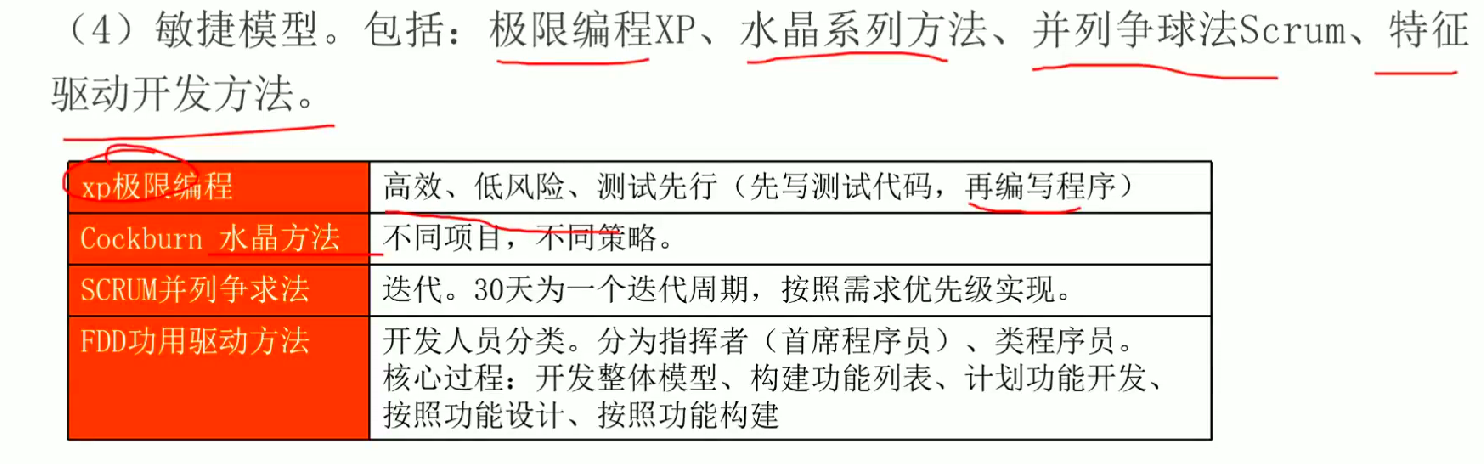 （4）敏捷模型。包括：极限编程XP、水晶系列方法、并列争球法Scrum、特征
驱动开发方法。
xp极限编程 高效、低风险、测试先行（先写测试代码，再编写程序）
Cockburn 水晶方法 不同项目，不同策略。
SCRUM并列争求法 迭代。30天为一个迭代周期，按照需求优先级实现。
FDD功用驱动方法 开发人员分类。分为指挥者（首席程序员）、类程序员。
核心过程：开发整体模型、构建功能列表、计划功能开发、
按照功能设计、按照功能构建